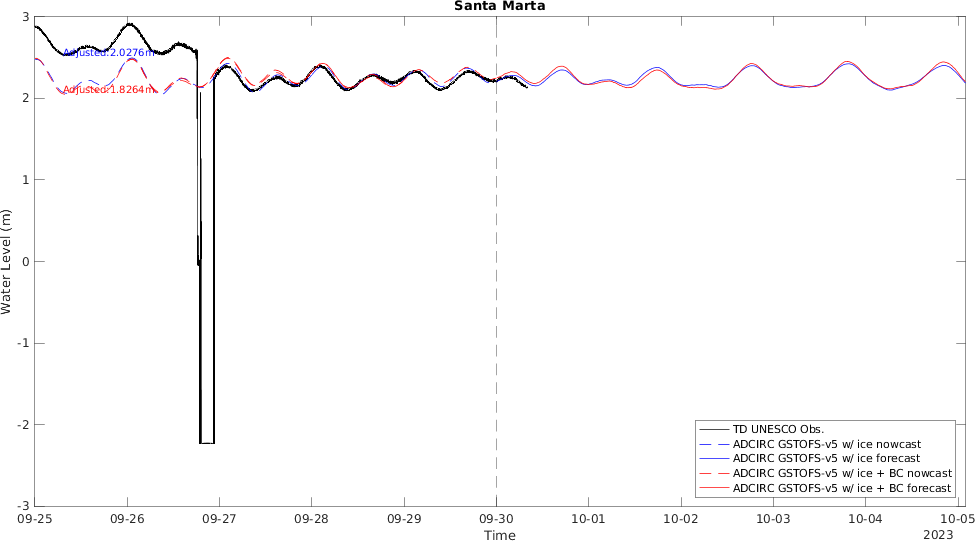 Santa Marta
3
2
1
0
-1
-2
-3
Water Level (m)
Adjusted:2.0276m
Adjusted:1.8264m
TD UNESCO Obs.
ADCIRC GSTOFS-v5 w/ ice nowcast
ADCIRC GSTOFS-v5 w/ ice forecast
ADCIRC GSTOFS-v5 w/ ice + BC nowcast
ADCIRC GSTOFS-v5 w/ ice + BC forecast
09-25 09-26 09-27 09-28 09-29 09-30 10-01 10-02 10-03 10-04 10-05
Time
2023